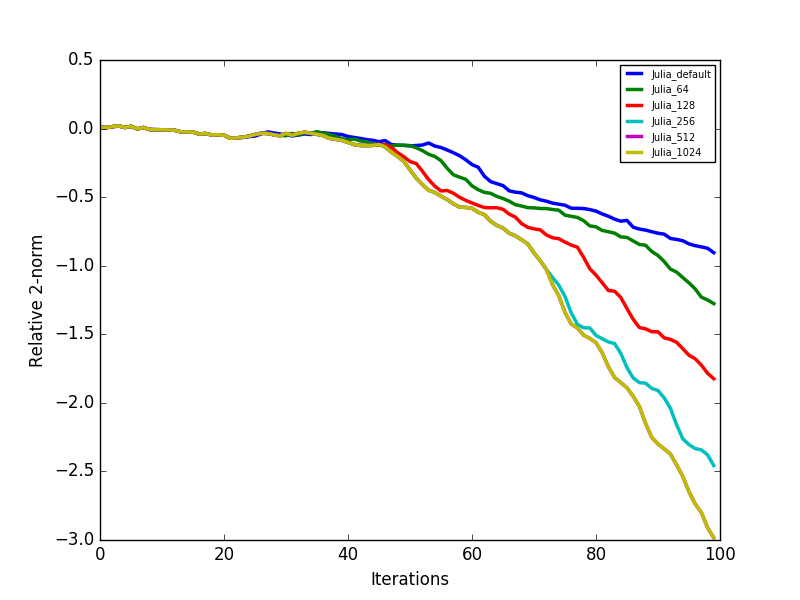 0.5
0.0
−0.5
−1.0
−1.5
−2.0
−2.5
−3.0
Relative 2-norm
Julia_default
Julia_64
Julia_128
Julia_256
Julia_512
Julia_1024
0 20 40 60 80 100
Iterations